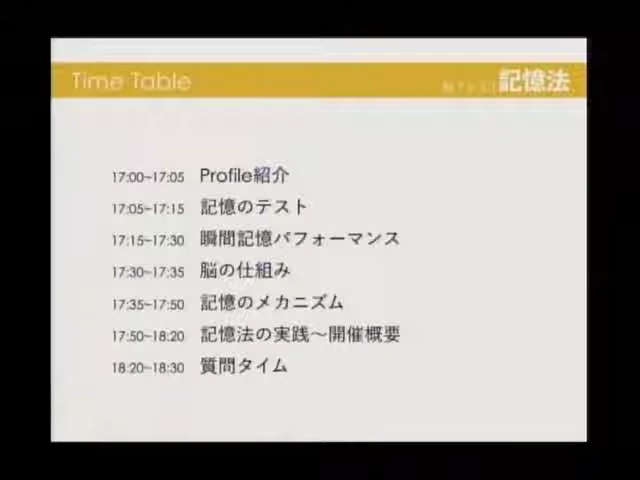 Time Table
記憶法
17:00~17:05 Profile紹介
17:05~17:15 記憶のテスト
17:15~17:30 瞬間記憶パフォーマンス
17:30~17:35 脳の仕組み
17:35~17:50 記憶のメカニズム
17:50~18:20 記憶法の実践～開催概要
18:20~18:30 質問タイム